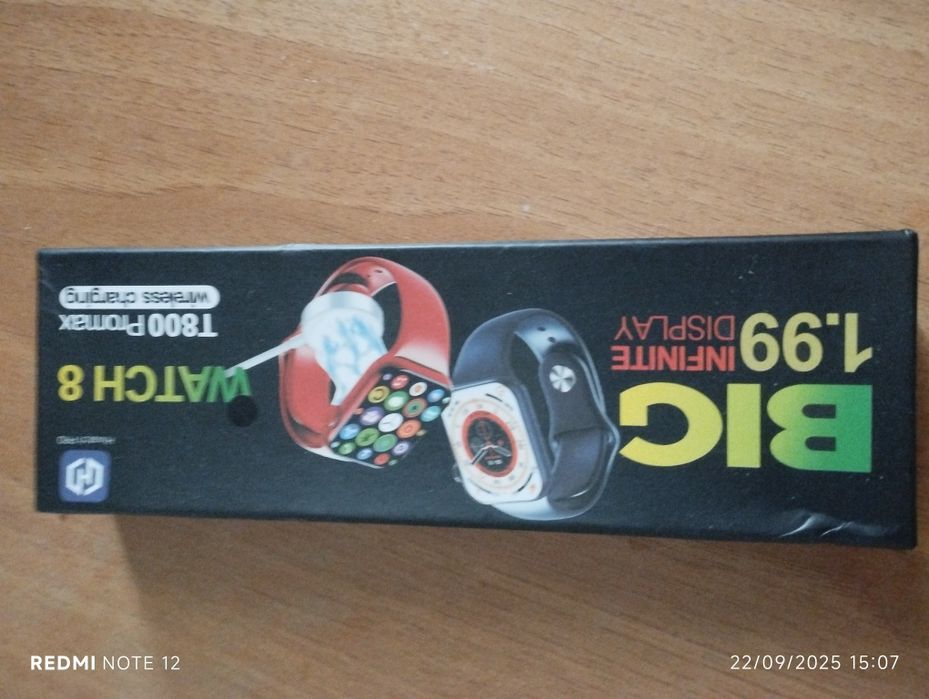 BIG
1.99
INFINITE
DISPLAY
WATCH 8
T800 Promax
wireless charging
REDMI NOTE 12
22/09/2025 15:07